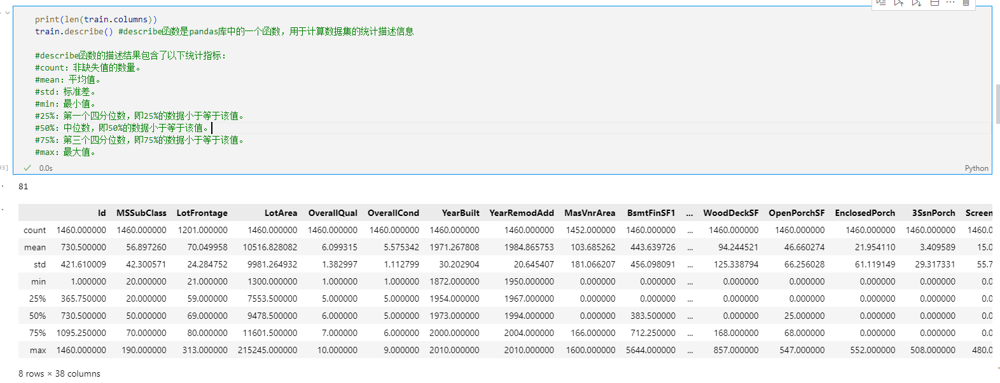 print(len(train.columns))
train.describe() #describe函数是pandas库中的一个函数，用于计算数据集的统计描述信息
#describe函数的描述结果包含了以下统计指标：
#count：非缺失值的数量。
#mean：平均值。
#std：标准差。
#min：最小值。
#25%：第一个四分位数，即25%的数据小于等于该值。
#50%：中位数，即50%的数据小于等于该值。
#75%：第三个四分位数，即75%的数据小于等于该值。
#max：最大值。
93] 0.0s Python
81
Id MSSubClass LotFrontage LotArea OverallQual OverallCond YearBuilt YearRemodAdd MasVnrArea BsmtFinSF1 ... WoodDeckSF OpenPorchSF EnclosedPorch 3SsnPorch Screen
count 1460.000000 1460.000000 1201.000000 1460.000000 1460.000000 1460.000000 1460.000000 1460.000000 1452.000000 1460.000000 ... 1460.000000 1460.000000 1460.000000 1460.000000 1460.0
mean 730.500000 56.897260 70.049958 10516.828082 6.099315 5.575342 1971.267808 1984.865753 103.685262 443.639726 ... 94.244521 46.660274 21.954110 3.409589 15.0
std 421.610009 42.300571 24.284752 9981.264932 1.382997 1.112799 30.202904 20.645407 181.066207 456.098091 ... 125.338794 66.256028 61.119149 29.317331 55.7
min 1.000000 20.000000 21.000000 1300.000000 1.000000 1.000000 1872.000000 1950.000000 0.000000 0.000000 ... 0.000000 0.000000 0.000000 0.000000 0.0
25% 365.750000 20.000000 59.000000 7553.500000 5.000000 5.000000 1954.000000 1967.000000 0.000000 0.000000 ... 0.000000 0.000000 0.000000 0.000000 0.0
50% 730.500000 50.000000 69.000000 9478.500000 6.000000 5.000000 1973.000000 1994.000000 0.000000 383.500000 ... 0.000000 25.000000 0.000000 0.000000 0.0
75% 1095.250000 70.000000 80.000000 11601.500000 7.000000 6.000000 2000.000000 2004.000000 166.000000 712.250000 ... 168.000000 68.000000 0.000000 0.000000 0.0
max 1460.000000 190.000000 313.000000 215245.000000 10.000000 9.000000 2010.000000 2010.000000 1600.000000 5644.000000 ... 857.000000 547.000000 552.000000 508.000000 480.0
8 rows × 38 columns